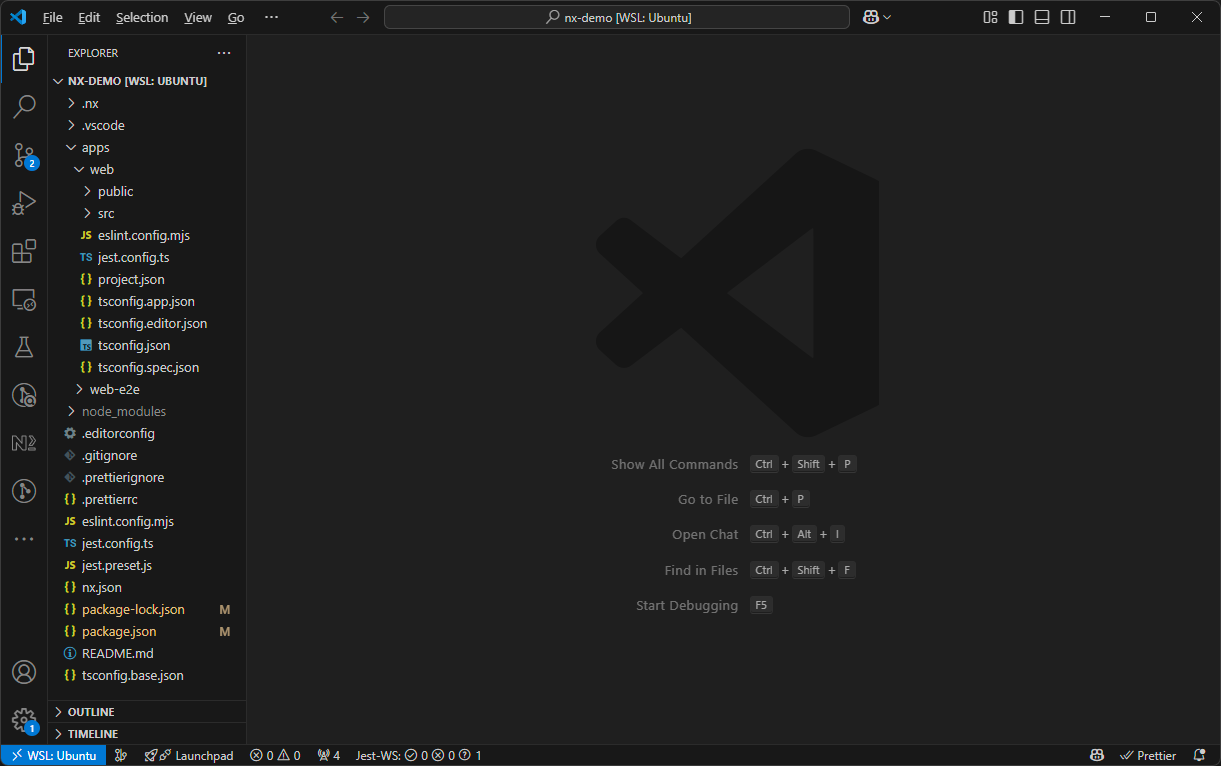 File Edit Selection View Go nx-demo [WSL: Ubuntu]
EXPLORER
NX-DEMO [WSL: UBUNTU]
.nx
.vscode
apps
web
public
src
JS eslint.config.mjs
TS jest.config.ts
{} project.json
{} tsconfig.app.json
{} tsconfig.editor.json
TS tsconfig.json
{} tsconfig.spec.json
web-e2e
node_modules
.editorconfig
.gitignore
.prettierignore
{} .prettierrc
JS eslint.config.mjs
TS jest.config.ts
JS jest.preset.js
{} nx.json
{} package-lock.json M
{} package.json M
README.md
{} tsconfig.base.json
OUTLINE
TIMELINE
2
1
Show All Commands Ctrl + Shift + P
Go to File Ctrl + P
Open Chat Ctrl + Alt + I
Find in Files Ctrl + Shift + F
Start Debugging F5
WSL: Ubuntu Launchpad 0 0 4 Jest-WS: 0 0 1 Prettier